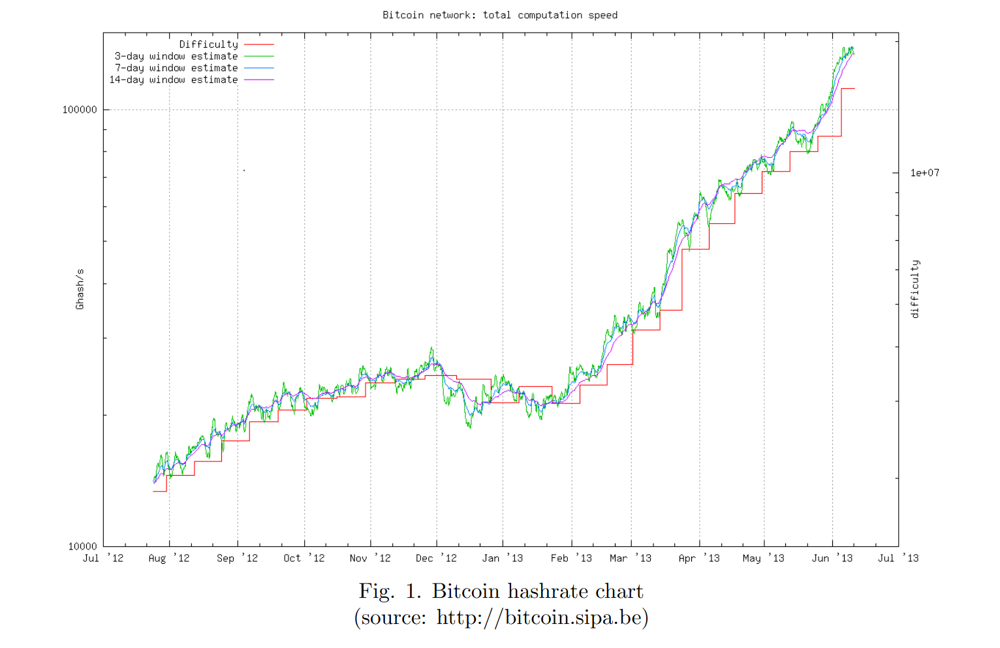 Bitcoin network: total computation speed
Difficulty
3-day window estimate
7-day window estimate
14-day window estimate
100000
10000
Ghash/s
1e+07
difficulty
Jul '12 Aug '12 Sep '12 Oct '12 Nov '12 Dec '12 Jan '13 Feb '13 Mar '13 Apr '13 May '13 Jun '13 Jul '13
Fig. 1. Bitcoin hashrate chart
(source: http://bitcoin.sipa.be)